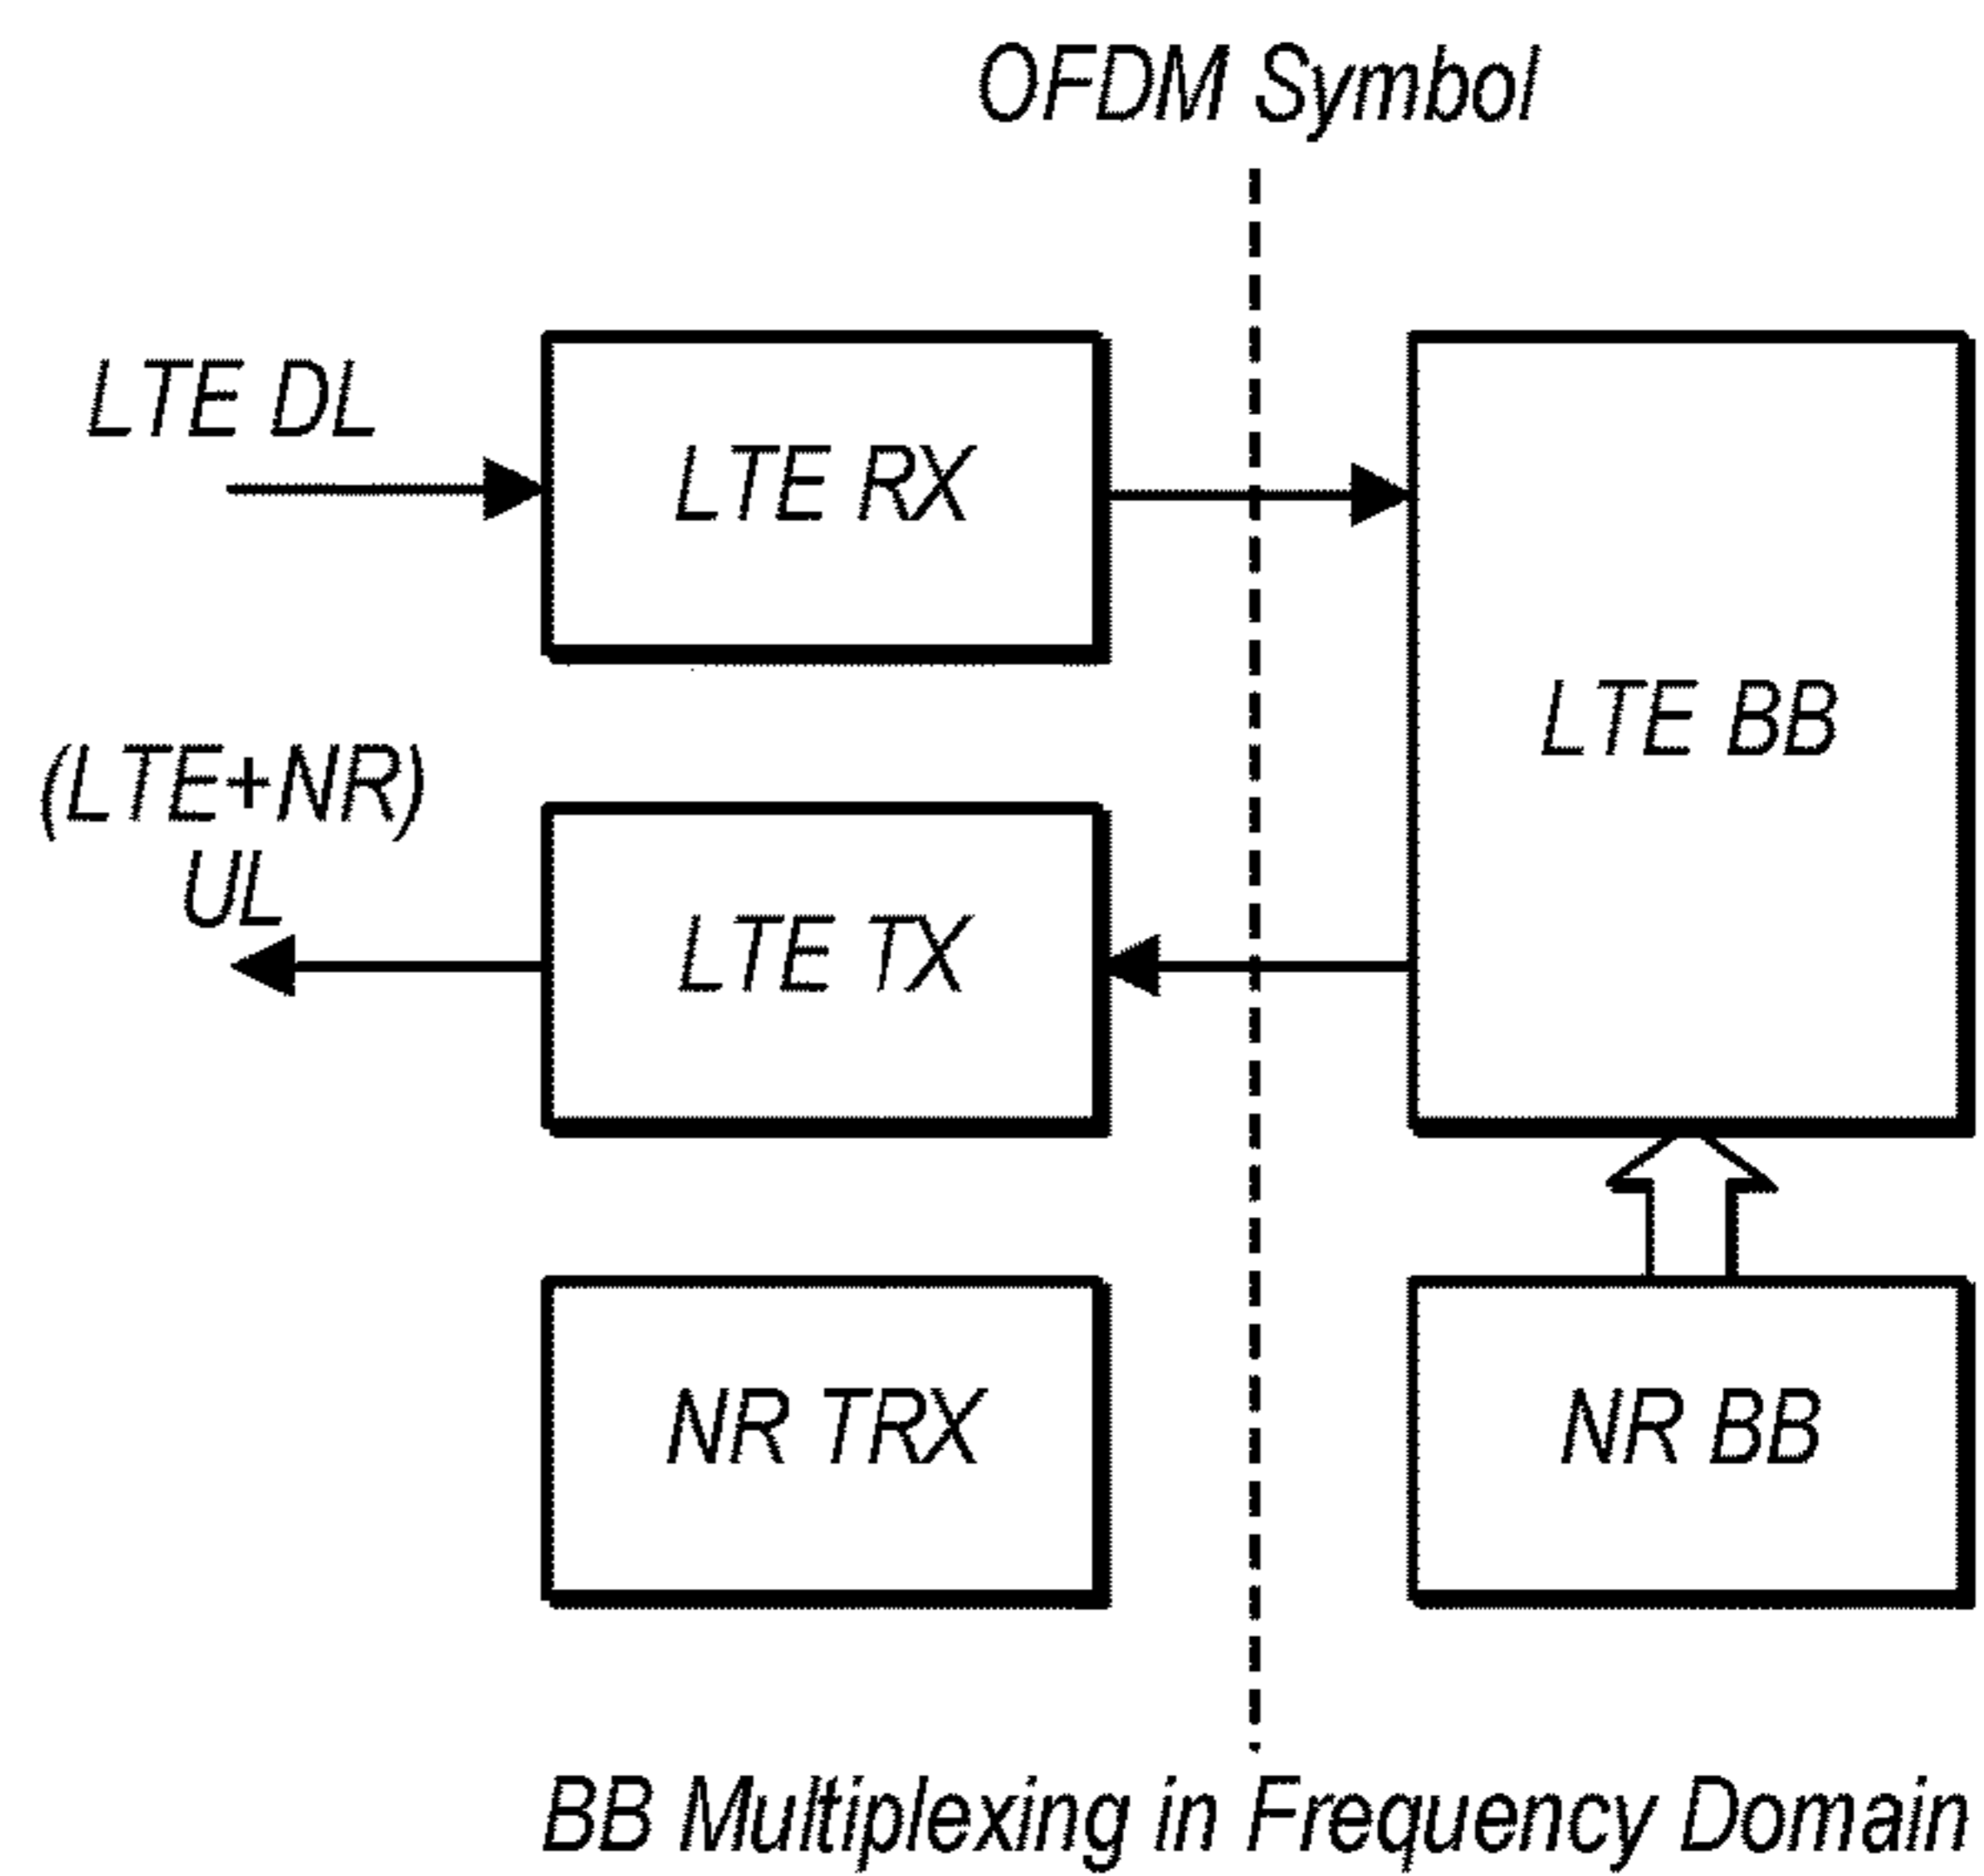 OFDM Symbol
LTE DL
LTE RX
LTE BB
(LTE+NR)
UL
LTE TX
NR TRX
NR BB
BB Multiplexing in Frequency Domain